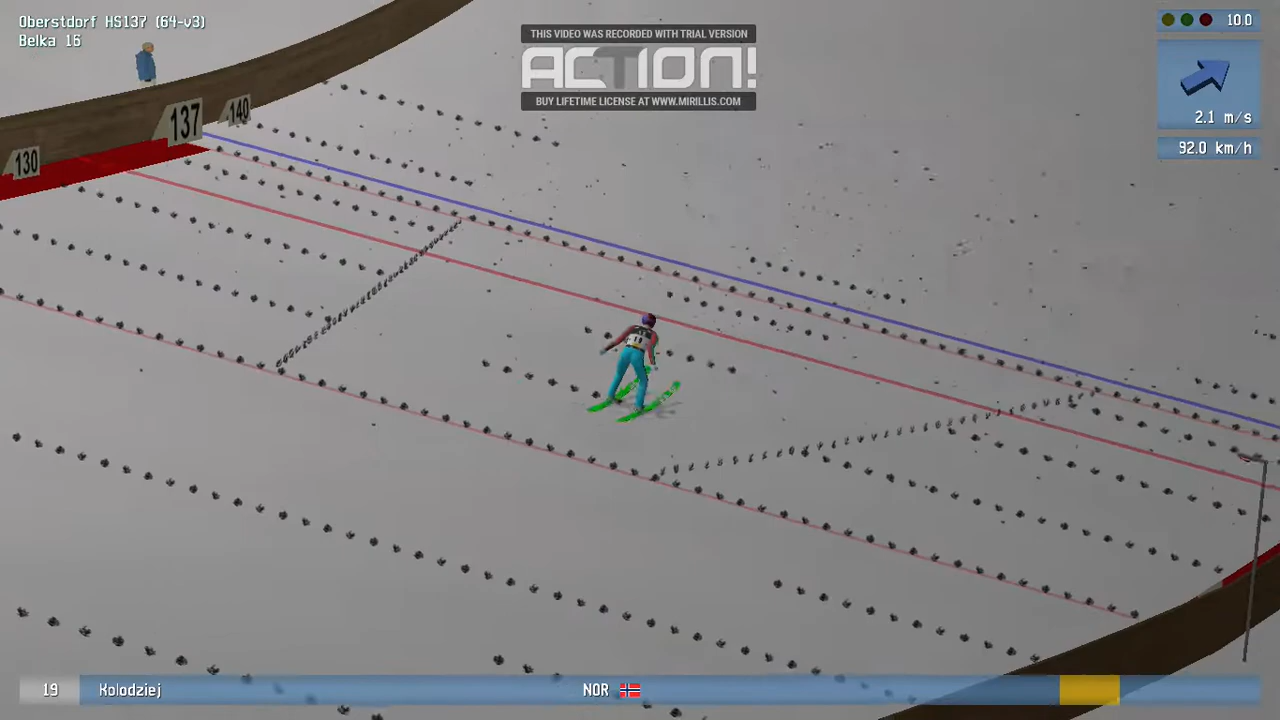 Oberstdorf HS137 (64-v3)
Belka 16
THIS VIDEO WAS RECORDED WITH TRIAL VERSION
ACTION!
BUY LIFETIME LICENSE AT WWW.MIRILLIS.COM
10.0
2.1 m/s
92.0 km/h
140
137
130
19 Kolodziej NOR